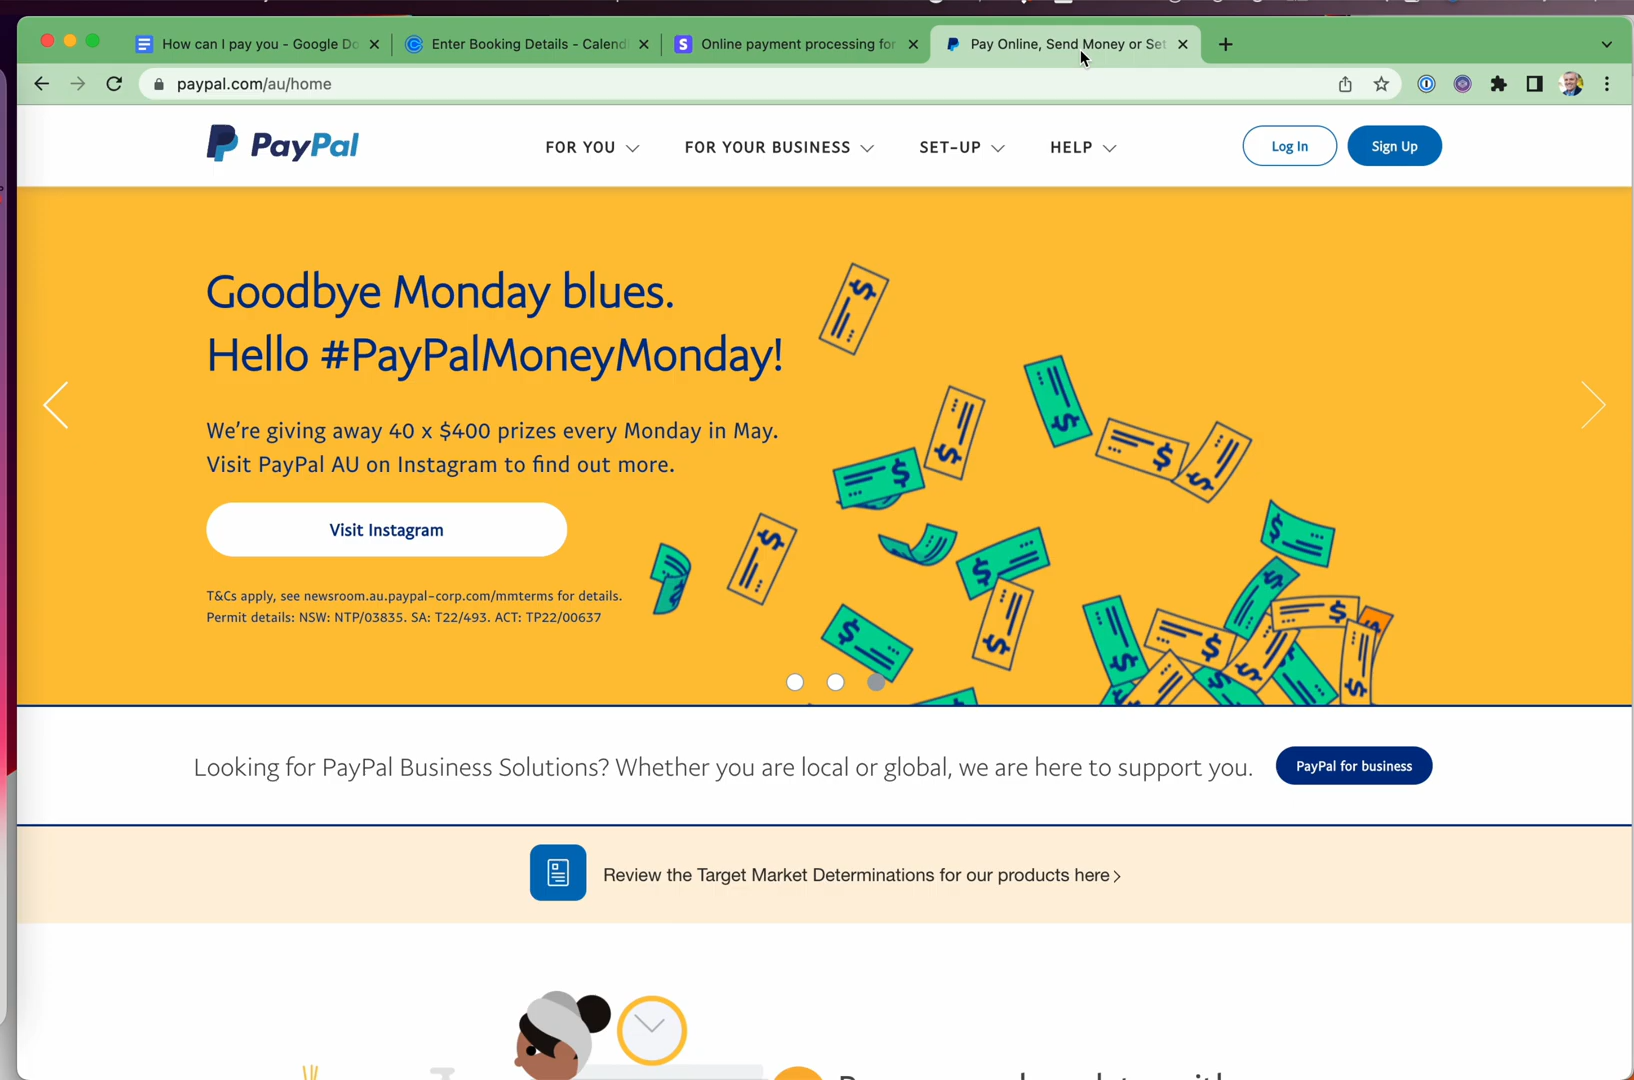 How can I pay you - Google Do
Enter Booking Details - Calend
Online payment processing for
Pay Online, Send Money or Set
paypal.com/au/home
PayPal
FOR YOU
FOR YOUR BUSINESS
SET-UP
HELP
Log In
Sign Up
Goodbye Monday blues.
Hello #PayPalMoneyMonday!
We're giving away 40 x $400 prizes every Monday in May.
Visit PayPal AU on Instagram to find out more.
Visit Instagram
T&Cs apply, see newsroom.au.paypal-corp.com/mmterms for details.
Permit details: NSW: NTP/03835. SA: T22/493. ACT: TP22/00637
Looking for PayPal Business Solutions? Whether you are local or global, we are here to support you.
PayPal for business
Review the Target Market Determinations for our products here